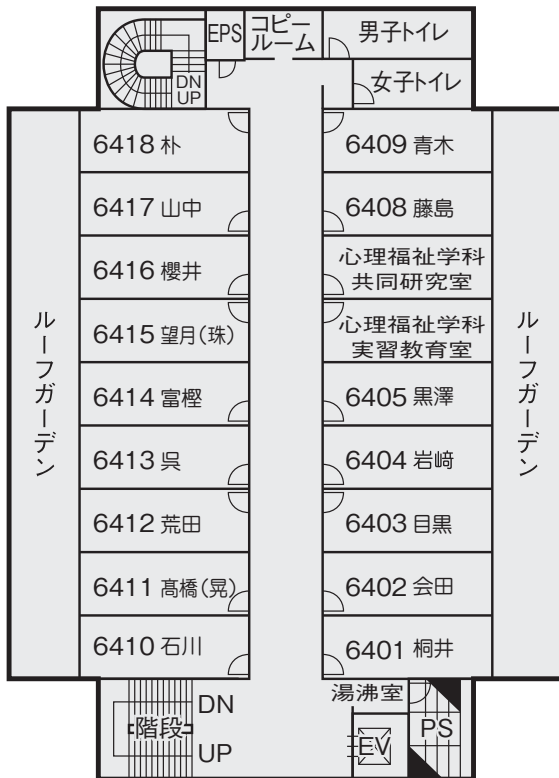 EPS
コピー
ルーム
男子トイレ
DN
UP
女子トイレ
6418 朴
6409 青木
6417 山中
6408 藤島
6416 櫻井
心理福祉学科
共同研究室
ルーフガーデン
6415 望月(珠)
心理福祉学科
実習教育室
ルーフガーデン
6414 富樫
6405 黒澤
6413 呉
6404 岩﨑
6412 荒田
6403 目黒
6411 髙橋(晃)
6402 会田
6410 石川
6401 桐井
湯沸室
DN
階段
UP
EV
PS